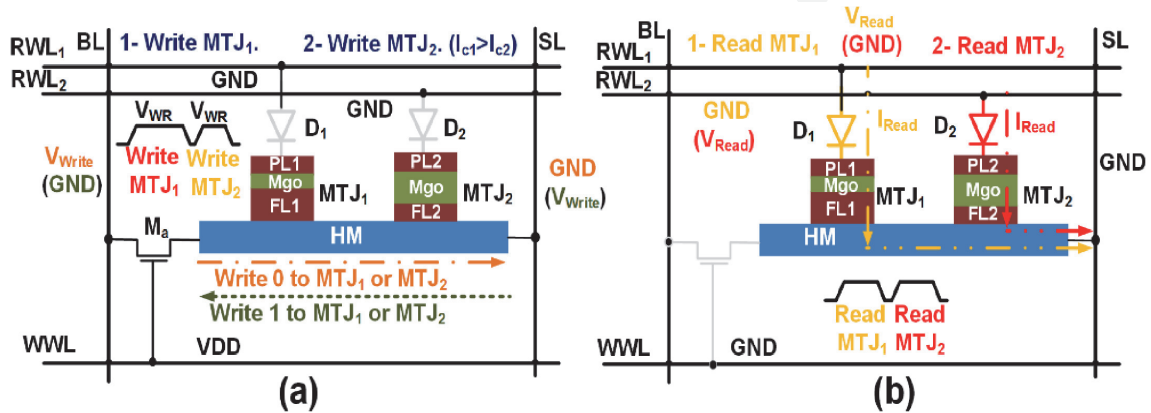 BL
1- Write MTJ1.
2- Write MTJ2. (Ic1>Ic2)
SL
RWL1
RWL2
GND
GND
VWR
VWR
D1
D2
VWrite
(GND)
Write
MTJ1
Write
MTJ2
PL1
Mgo
FL1
MTJ1
PL2
Mgo
FL2
MTJ2
GND
(VWrite)
Ma
HM
Write 0 to MTJ1 or MTJ2
Write 1 to MTJ1 or MTJ2
WWL
VDD
(a)
BL
VRead
(GND)
SL
1- Read MTJ1
2- Read MTJ2
RWL1
RWL2
GND
(VRead)
D1
IRead
D2
IRead
GND
PL1
Mgo
FL1
MTJ1
PL2
Mgo
FL2
MTJ2
HM
Read
MTJ1
Read
MTJ2
WWL
GND
(b)